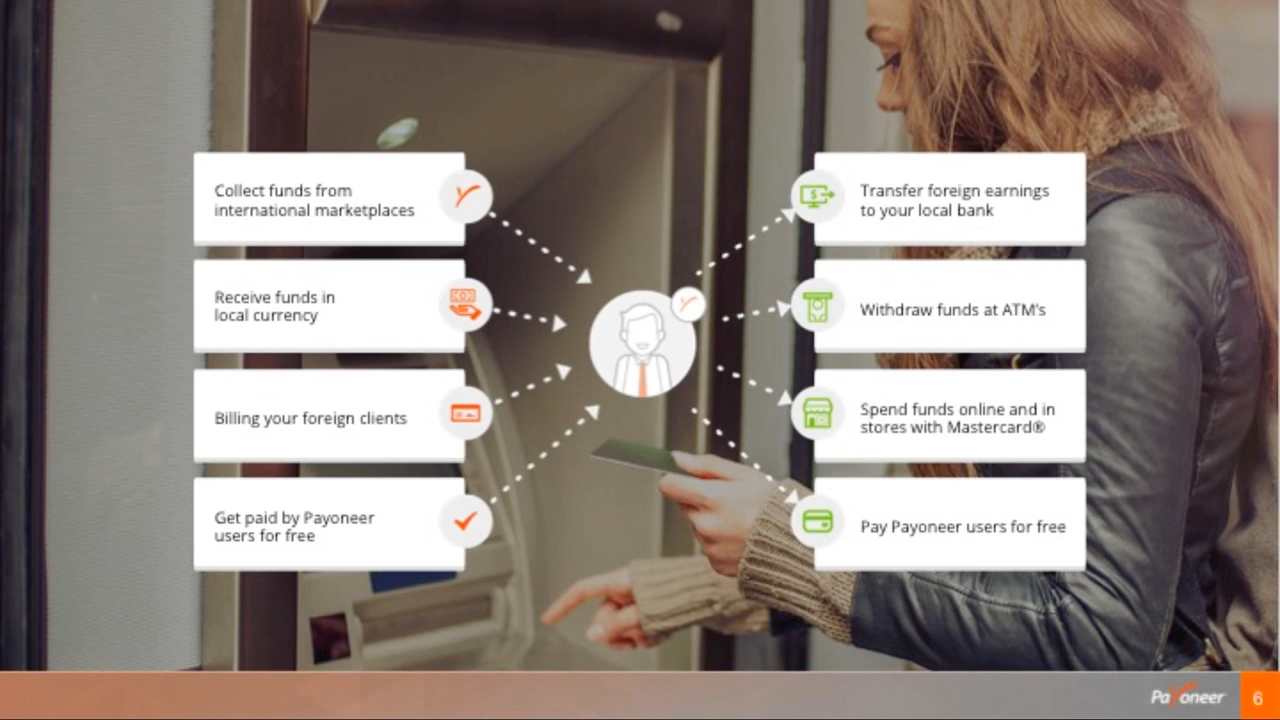 Collect funds from
international marketplaces
Receive funds in
local currency
Billing your foreign clients
Get paid by Payoneer
users for free
Transfer foreign earnings
to your local bank
Withdraw funds at ATM's
Spend funds online and in
stores with Mastercard®
Pay Payoneer users for free
Payoneer
6